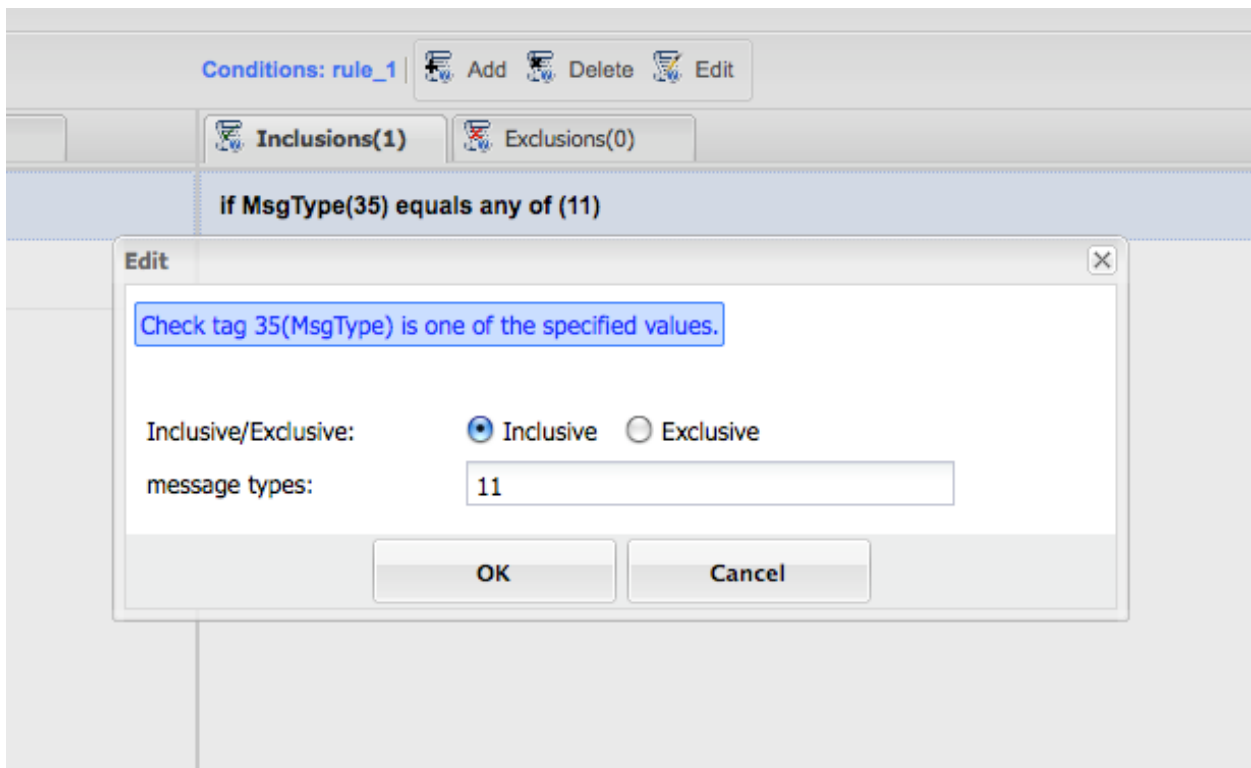 Conditions: rule_1 Add Delete Edit
Inclusions(1) Exclusions(0)
if MsgType(35) equals any of (11)
Edit
Check tag 35(MsgType) is one of the specified values.
Inclusive/Exclusive: Inclusive Exclusive
message types: 11
OK Cancel